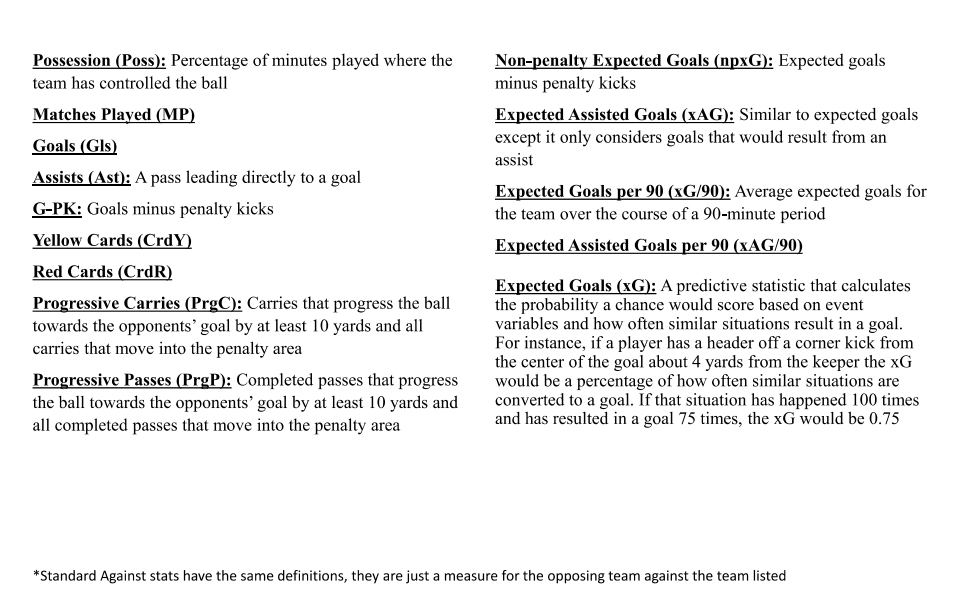 Possession (Poss): Percentage of minutes played where the
team has controlled the ball
Matches Played (MP)
Goals (Gls)
Assists (Ast): A pass leading directly to a goal
G-PK: Goals minus penalty kicks
Yellow Cards (CrdY)
Red Cards (CrdR)
Progressive Carries (PrgC): Carries that progress the ball
towards the opponents’ goal by at least 10 yards and all
carries that move into the penalty area
Progressive Passes (PrgP): Completed passes that progress
the ball towards the opponents’ goal by at least 10 yards and
all completed passes that move into the penalty area
Non-penalty Expected Goals (npxG): Expected goals
minus penalty kicks
Expected Assisted Goals (xAG): Similar to expected goals
except it only considers goals that would result from an
assist
Expected Goals per 90 (xG/90): Average expected goals for
the team over the course of a 90-minute period
Expected Assisted Goals per 90 (xAG/90)
Expected Goals (xG): A predictive statistic that calculates
the probability a chance would score based on event
variables and how often similar situations result in a goal.
For instance, if a player has a header off a corner kick from
the center of the goal about 4 yards from the keeper the xG
would be a percentage of how often similar situations are
converted to a goal. If that situation has happened 100 times
and has resulted in a goal 75 times, the xG would be 0.75
*Standard Against stats have the same definitions, they are just a measure for the opposing team against the team listed